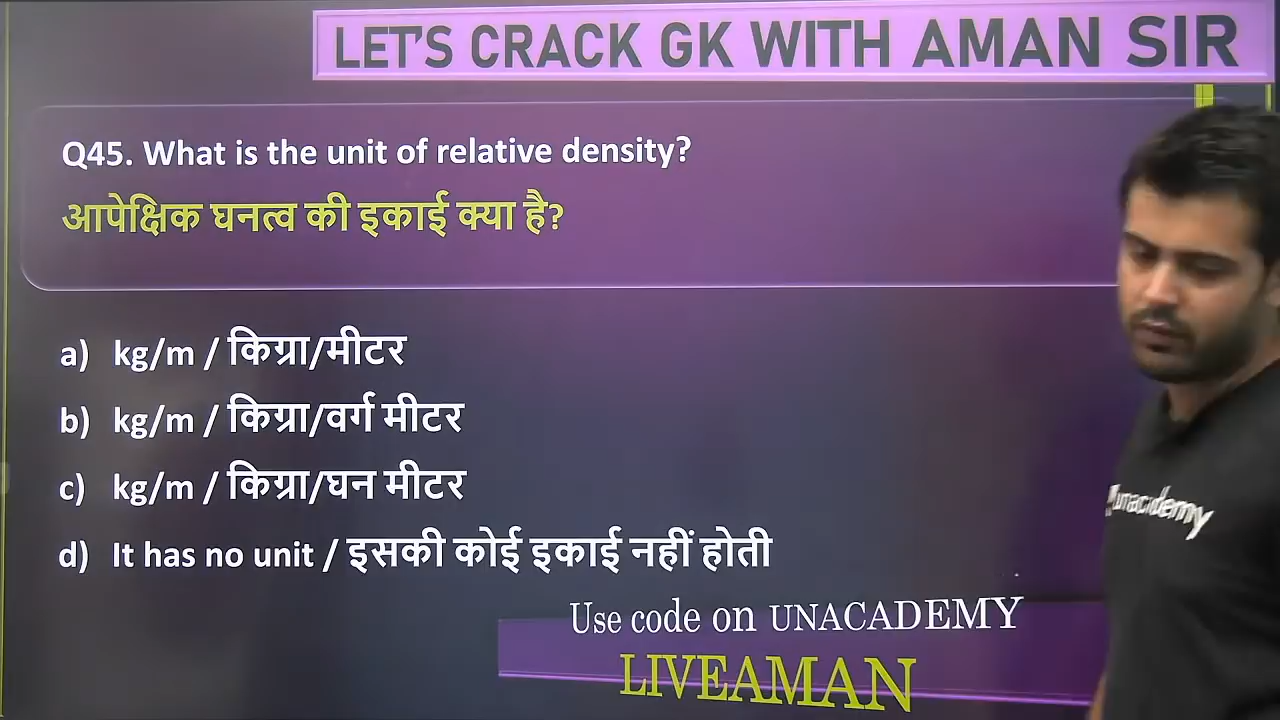 LET'S CRACK GK WITH AMAN SIR
Q45. What is the unit of relative density?
आपेक्षिक घनत्व की इकाई क्या है?
a) kg/m / किग्रा/मीटर
b) kg/m / किग्रा/वर्ग मीटर
c) kg/m / किग्रा/घन मीटर
d) It has no unit / इसकी कोई इकाई नहीं होती
unacademy
Use code on UNACADEMY
LIVEAMAN